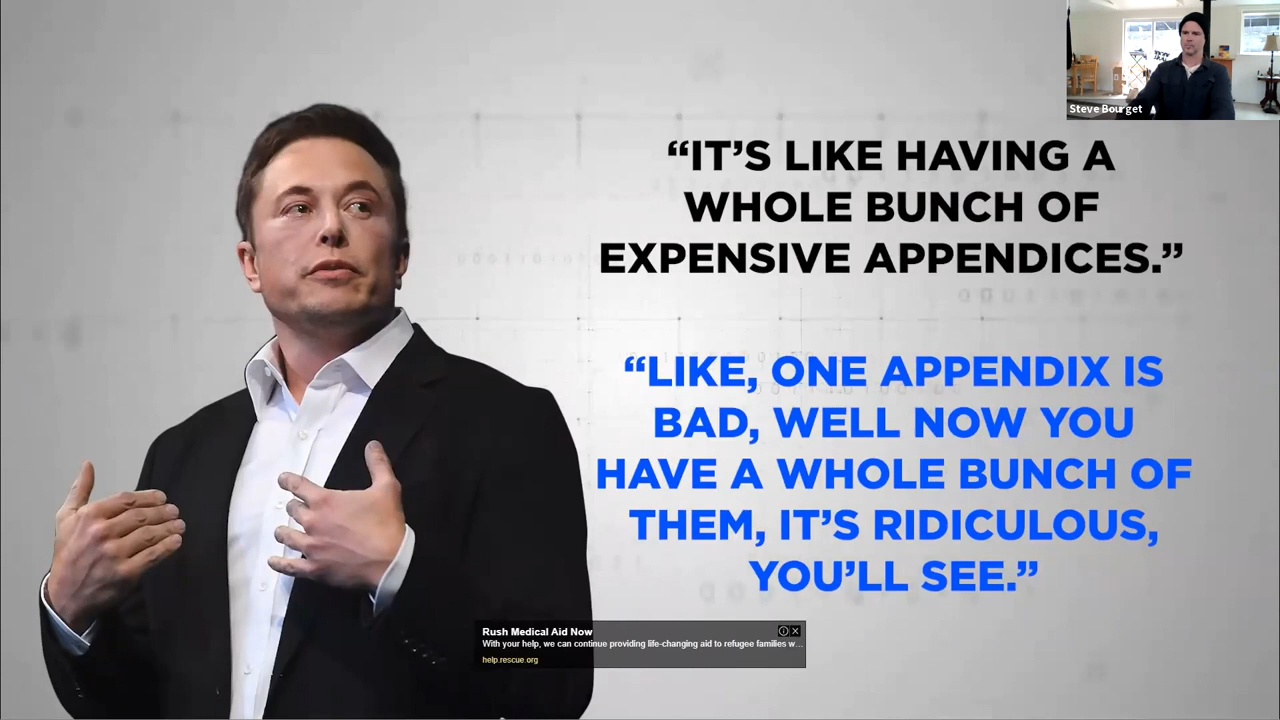 Steve Bourget
“IT’S LIKE HAVING A
WHOLE BUNCH OF
EXPENSIVE APPENDICES.”
“LIKE, ONE APPENDIX IS
BAD, WELL NOW YOU
HAVE A WHOLE BUNCH OF
THEM, IT’S RIDICULOUS,
YOU’LL SEE.”
Rush Medical Aid Now
With your help, we can continue providing life-changing aid to refugee families w...
help.rescue.org